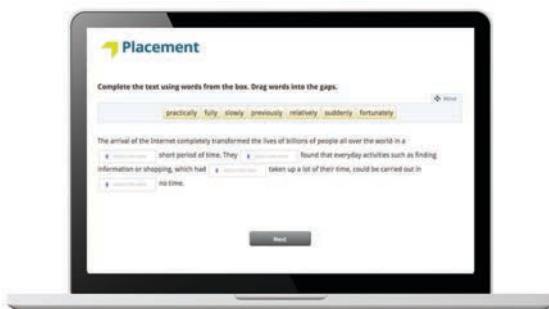 Placement
Complete the text using words from the box. Drag words into the gaps.
practically fully slowly previously relatively suddenly fortunately
The arrival of the Internet completely transformed the lives of billions of people all over the world in a
short period of time. They found that everyday activities such as finding
information or shopping, which had taken up a lot of their time, could be carried out in
no time.
Next